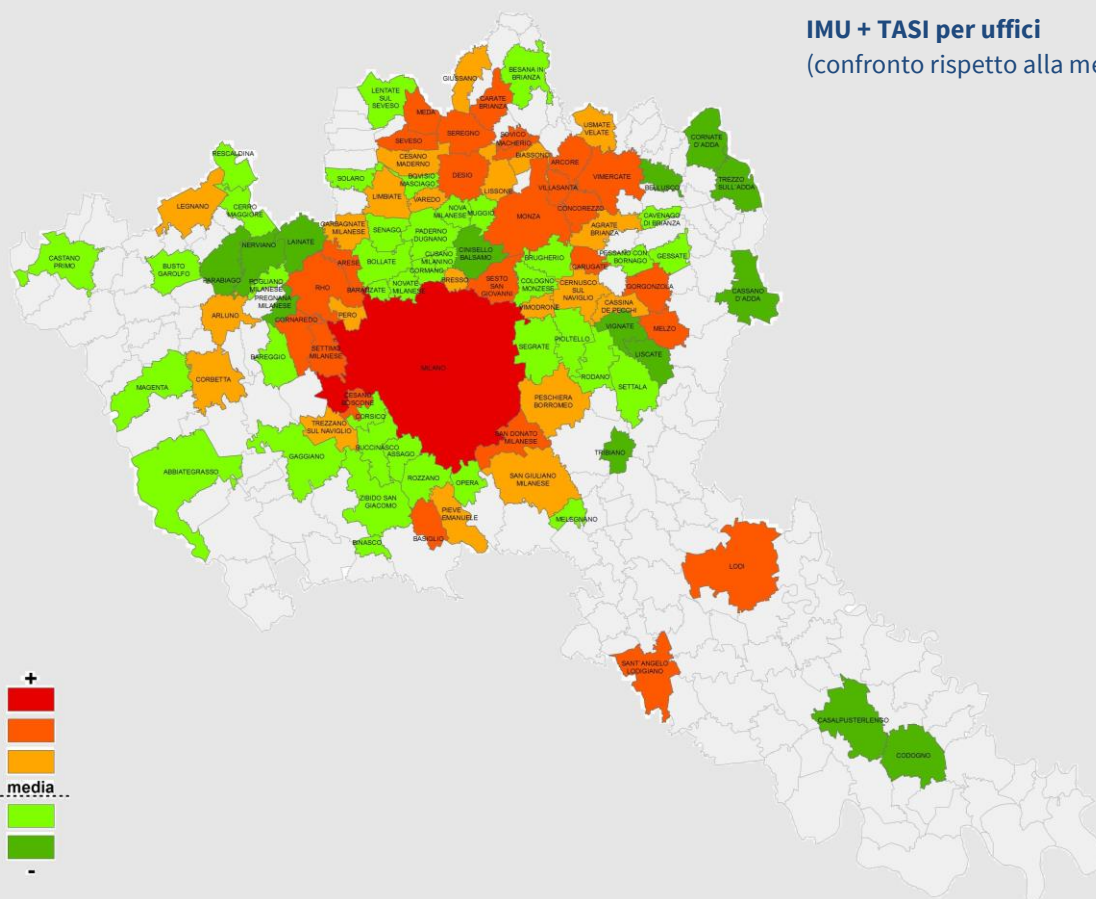 IMU + TASI per uffici
(confronto rispetto alla me
GIUSSANO
BESANA IN
BRIANZA
LENTATE
SUL
SEVESO
CARATE
BRIANZA
MEDA
USMATE
VELATE
SEREGNO
SEVESO
SOVICO
MACHERIO
CORNATE
D'ADDA
BIASSONO
CESANO
MADERNO
ARCORE
RESCALDINA
BOVISIO
MASCIAGO
DESIO
VIMERCATE
SOLARO
TREZZO
SULL'ADDA
BELLUSCO
VILLASANTA
LISSONE
LIMBIATE
VAREDO
LEGNANO
CERRO
MAGGIORE
NOVA
MILANESE
MUGGIO'
CONCOREZZO
MONZA
CAVENAGO
DI BRIANZA
GARBAGNATE
MILANESE
AGRATE
BRIANZA
SENAGO
PADERNO
DUGNANO
LAINATE
NERVIANO
CINISELLO
BALSAMO
CUSANO
MILANINO
PESSANO CON
BORNAGO
GESSATE
CASTANO
PRIMO
BRUGHERIO
BOLLATE
ARESE
BUSTO
GAROLFO
CARUGATE
CORMANO
PARABIAGO
POGLIANO
MILANESE
BRESSO
SESTO
SAN
GIOVANNI
COLOGNO
MONZESE
CERNUSCO
SUL
NAVIGLIO
GORGONZOLA
NOVATE
MILANESE
RHO
BARANZATE
CASSANO
D'ADDA
PREGNANA
MILANESE
CASSINA
DE PECCHI
VIMODRONE
ARLUNO
PERO
CORNAREDO
VIGNATE
MELZO
PIOLTELLO
SEGRATE
SETTIMO
MILANESE
LISCATE
BAREGGIO
MILANO
RODANO
CORBETTA
MAGENTA
SETTALA
CESANO
BOSCONE
PESCHIERA
BORROMEO
CORSICO
TREZZANO
SUL NAVIGLIO
SAN DONATO
MILANESE
BUCCINASCO
ASSAGO
TRIBIANO
GAGGIANO
ABBIATEGRASSO
ROZZANO
SAN GIULIANO
MILANESE
OPERA
ZIBIDO SAN
GIACOMO
PIEVE
EMANUELE
MELEGNANO
BASIGLIO
BINASCO
LODI
SANT'ANGELO
LODIGIANO
+
CASALPUSTERLENGO
CODOGNO
media
-